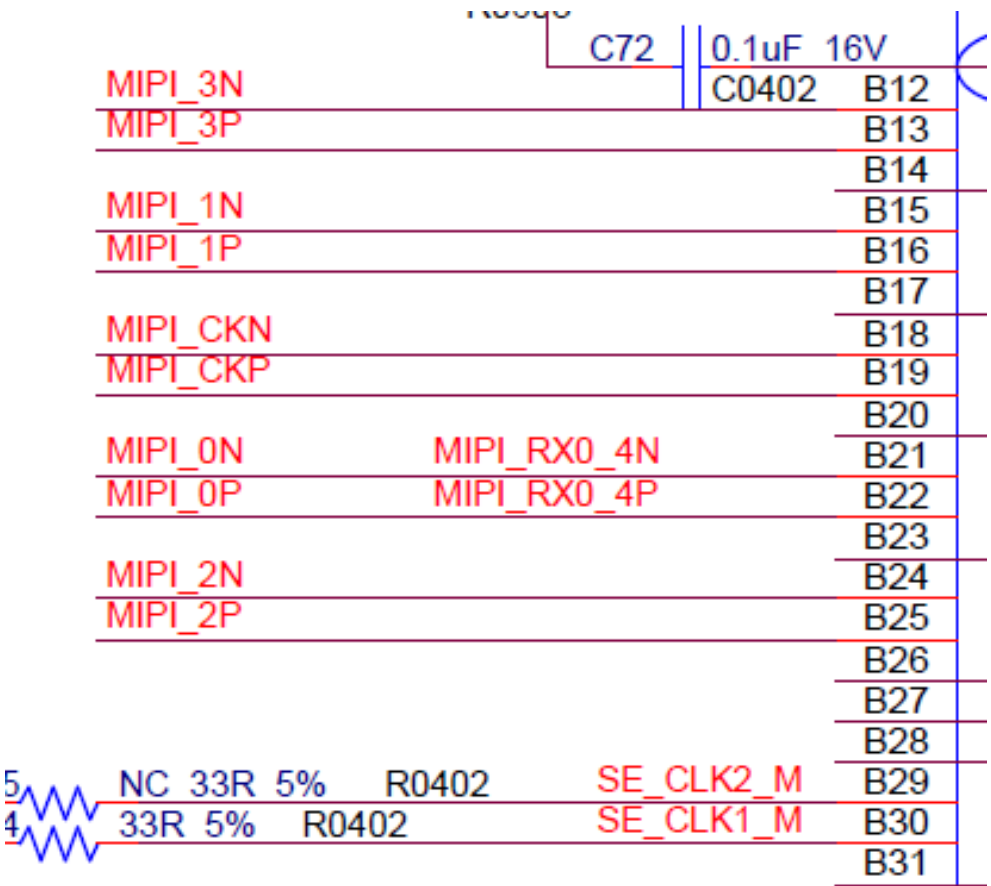 C72 0.1uF 16V
MIPI_3N C0402 B12
MIPI_3P B13
B14
MIPI_1N B15
MIPI_1P B16
B17
MIPI_CKN B18
MIPI_CKP B19
B20
MIPI_0N MIPI_RX0_4N B21
MIPI_0P MIPI_RX0_4P B22
B23
MIPI_2N B24
MIPI_2P B25
B26
B27
B28
5 NC 33R 5% R0402 SE_CLK2_M B29
4 33R 5% R0402 SE_CLK1_M B30
B31